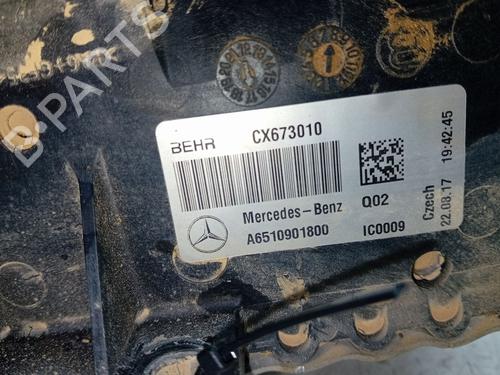 B-PARTS
BEHR CX673010
Mercedes-Benz Q02
A6510901800 IC0009
Czech
22.08.17 19:42:45